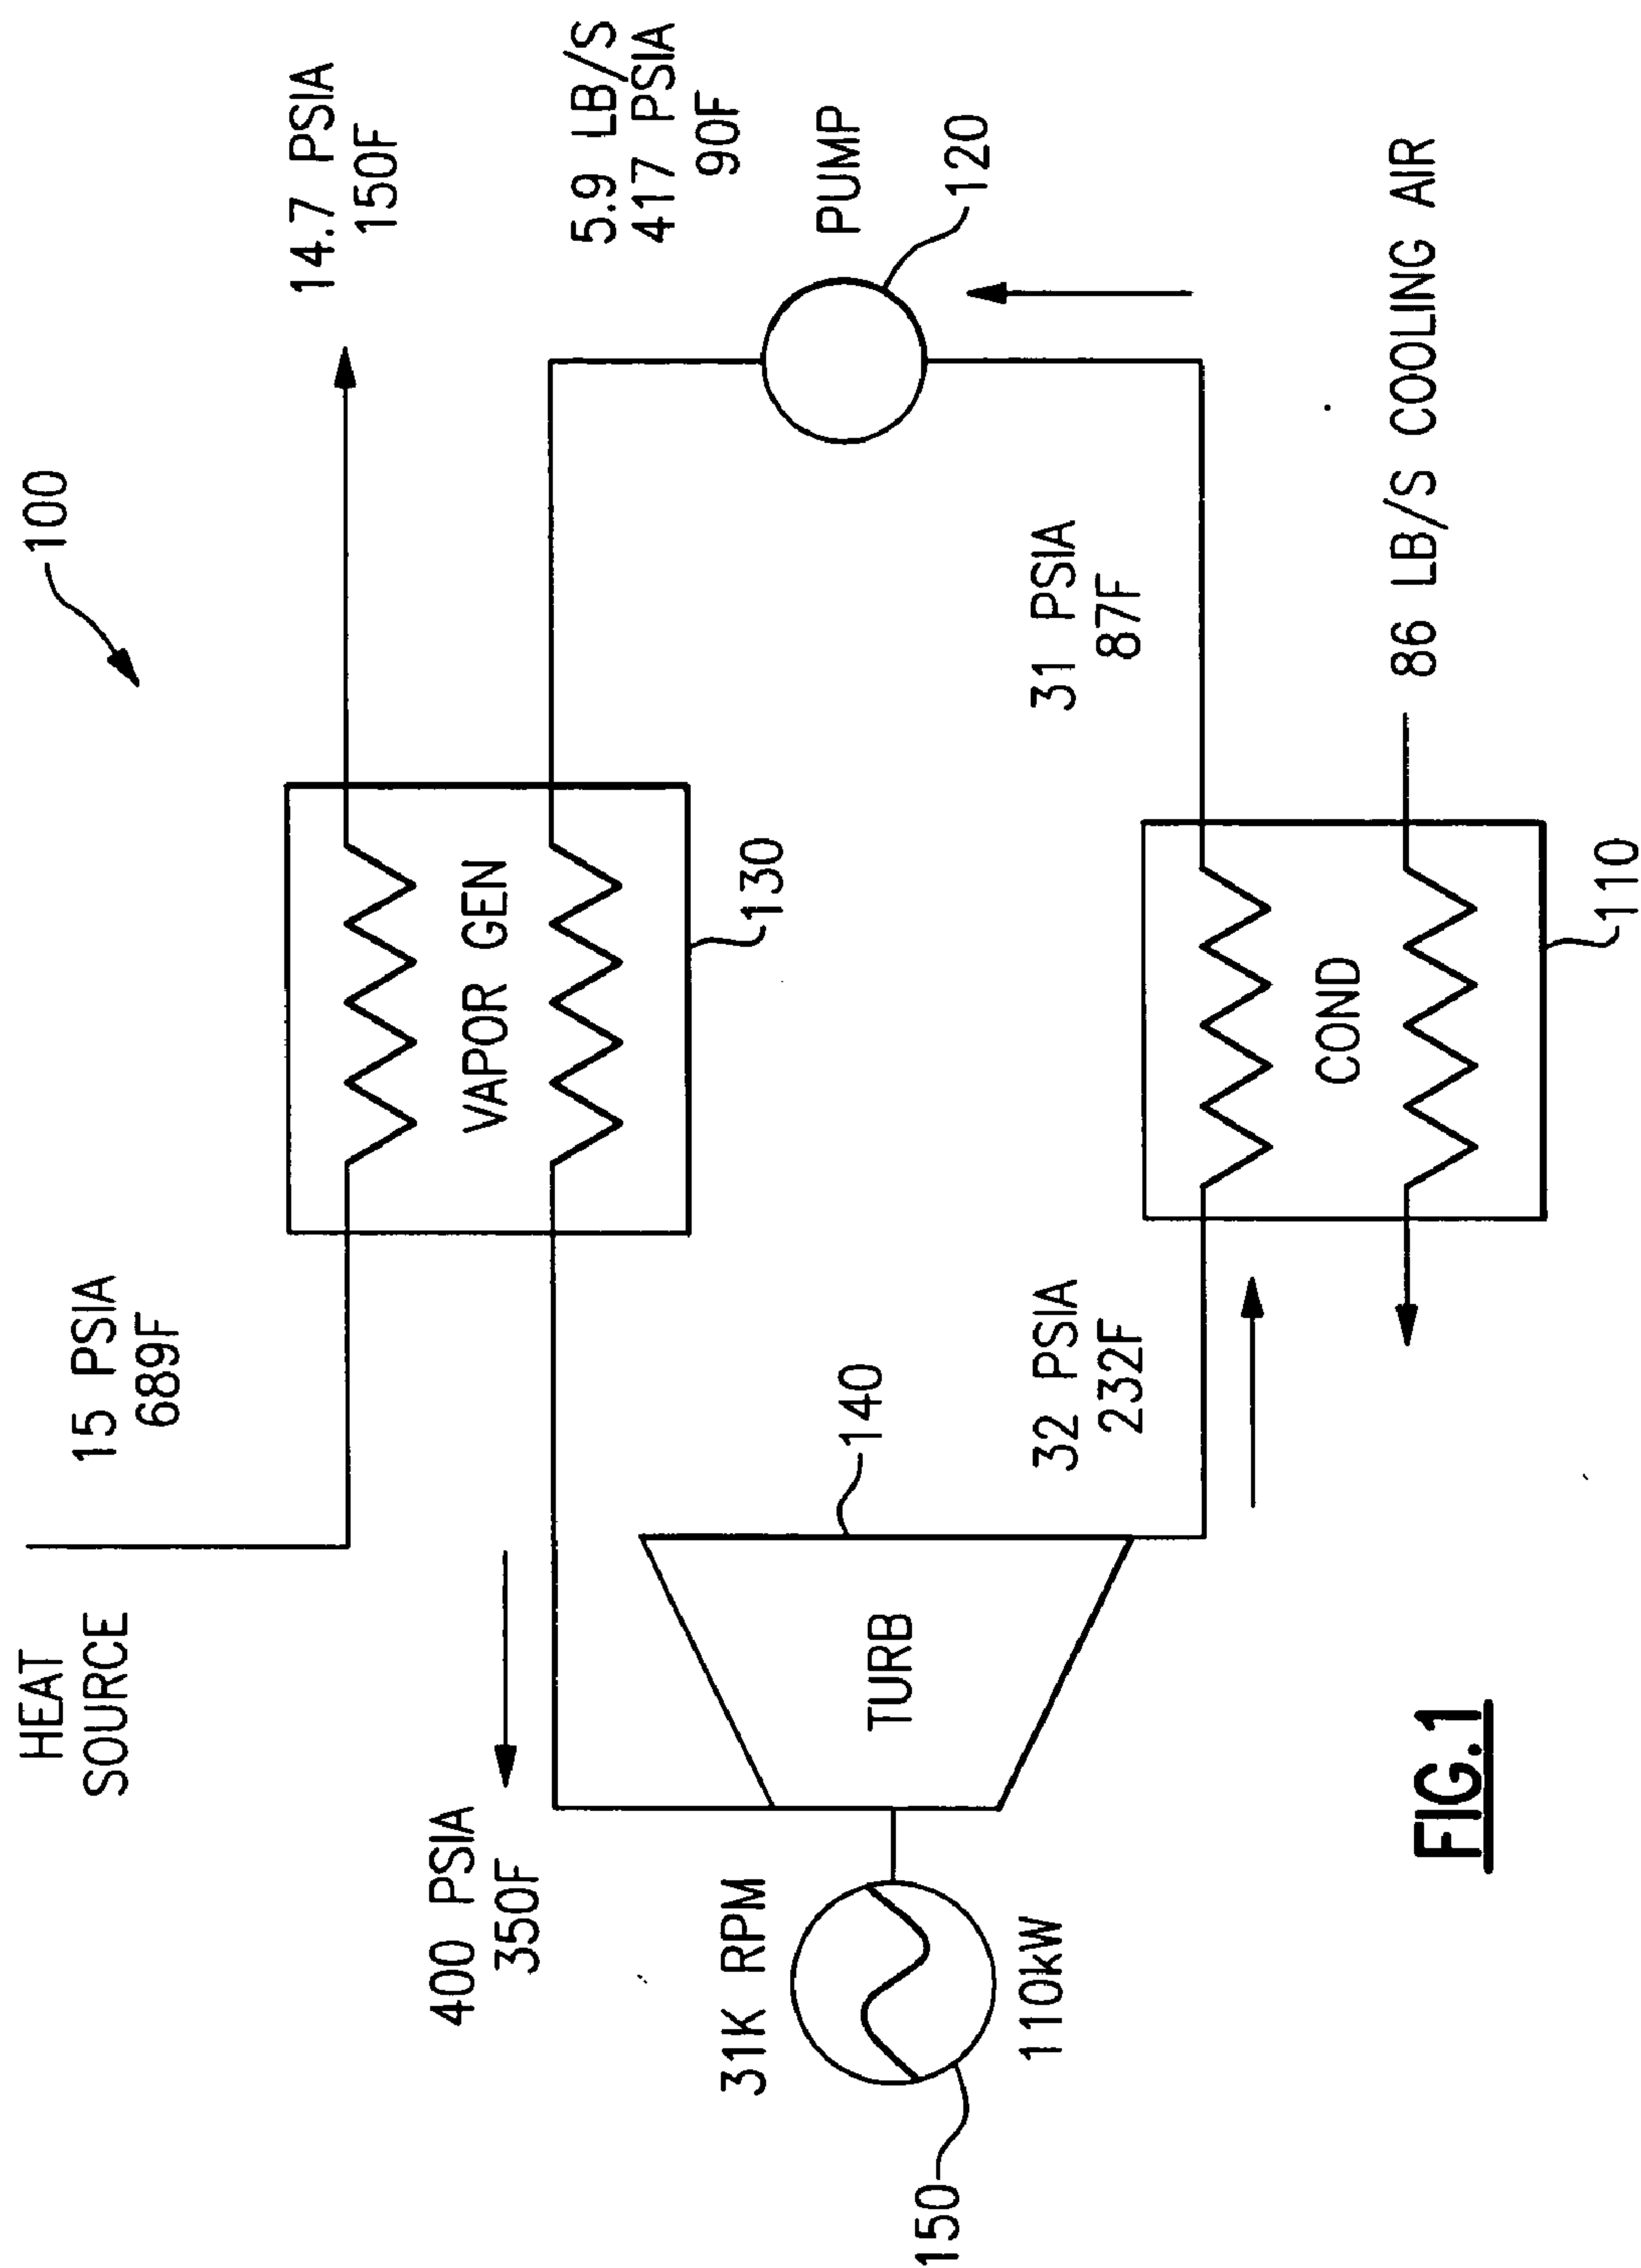 100
HEAT
SOURCE
15 PSIA
689F
14.7 PSIA
150F
400 PSIA
350F
VAPOR GEN
130
5.9 LB/S
417 PSIA
90F
PUMP
120
31K RPM
110kW
150
TURB
140
32 PSIA
232F
31 PSIA
87F
COND
110
86 LB/S COOLING AIR
FIG.1